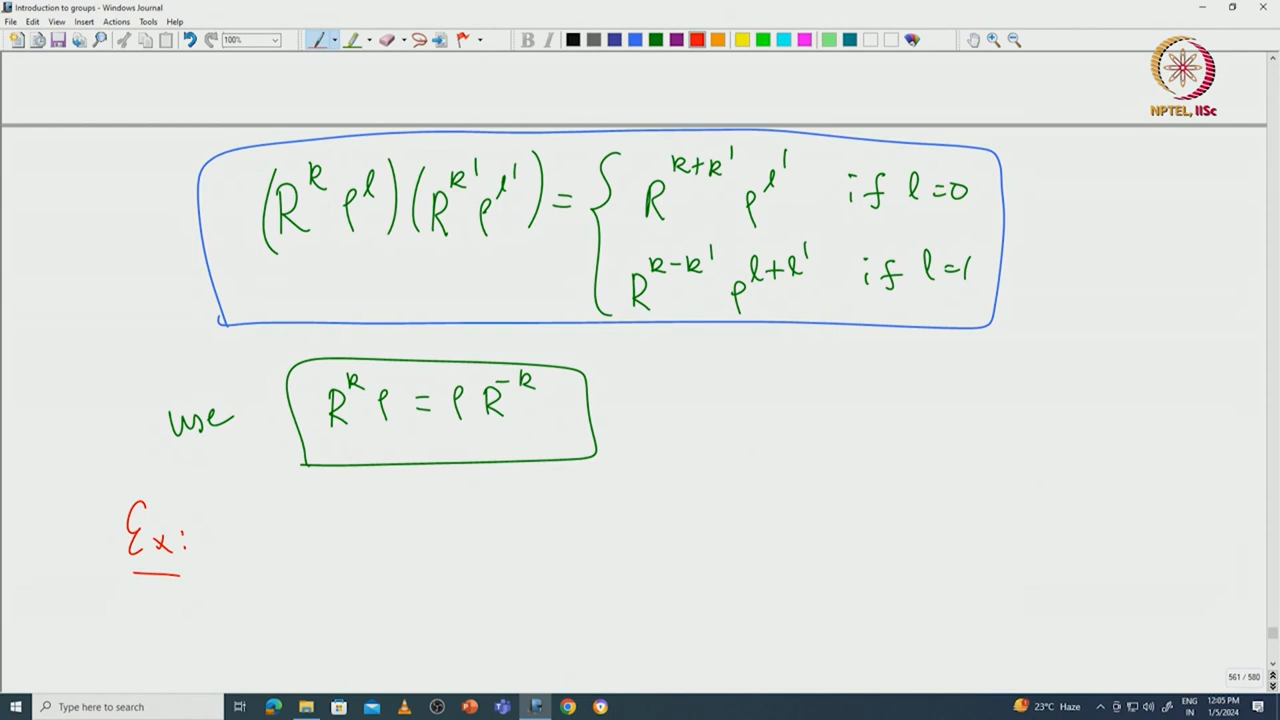 Introduction to groups - Windows Journal
File Edit View Insert Actions Tools Help
100%
B I
NPTEL, IISc
(R^k ρ^l)(R^k' ρ^l') = { R^{k+k'} ρ^l' if l=0
R^{k-k'} ρ^{l+l'} if l=1
use R^k ρ = ρ R^{-k}
Ex:
561 / 580
Type here to search
23°C Haze
ENG
IN
12:05 PM
1/5/2024